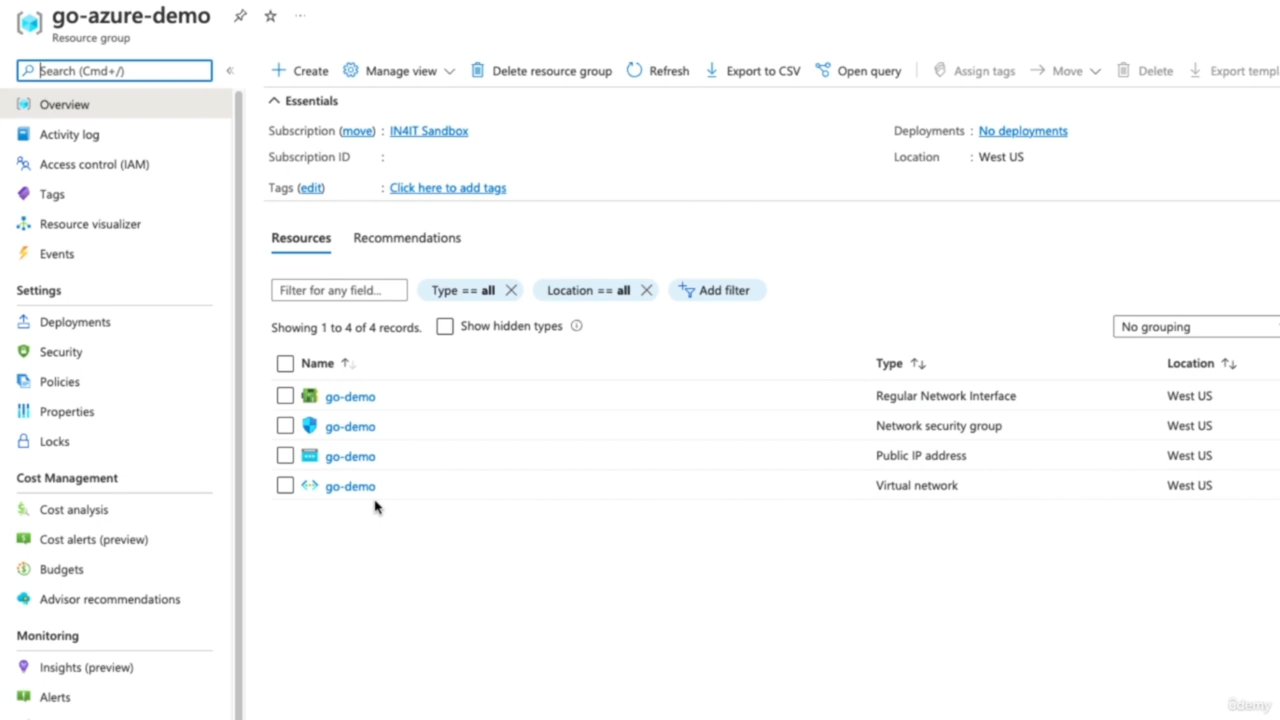 go-azure-demo
Resource group
Search (Cmd+/)
Overview
Activity log
Access control (IAM)
Tags
Resource visualizer
Events
Settings
Deployments
Security
Policies
Properties
Locks
Cost Management
Cost analysis
Cost alerts (preview)
Budgets
Advisor recommendations
Monitoring
Insights (preview)
Alerts
Create Manage view Delete resource group Refresh Export to CSV Open query Assign tags Move Delete Export templ
Essentials
Subscription (move) : IN4IT Sandbox
Deployments : No deployments
Subscription ID :
Location : West US
Tags (edit) : Click here to add tags
Resources Recommendations
Filter for any field... Type == all Location == all Add filter
Showing 1 to 4 of 4 records. Show hidden types No grouping
Name Type Location
go-demo Regular Network Interface West US
go-demo Network security group West US
go-demo Public IP address West US
go-demo Virtual network West US
ûdemy